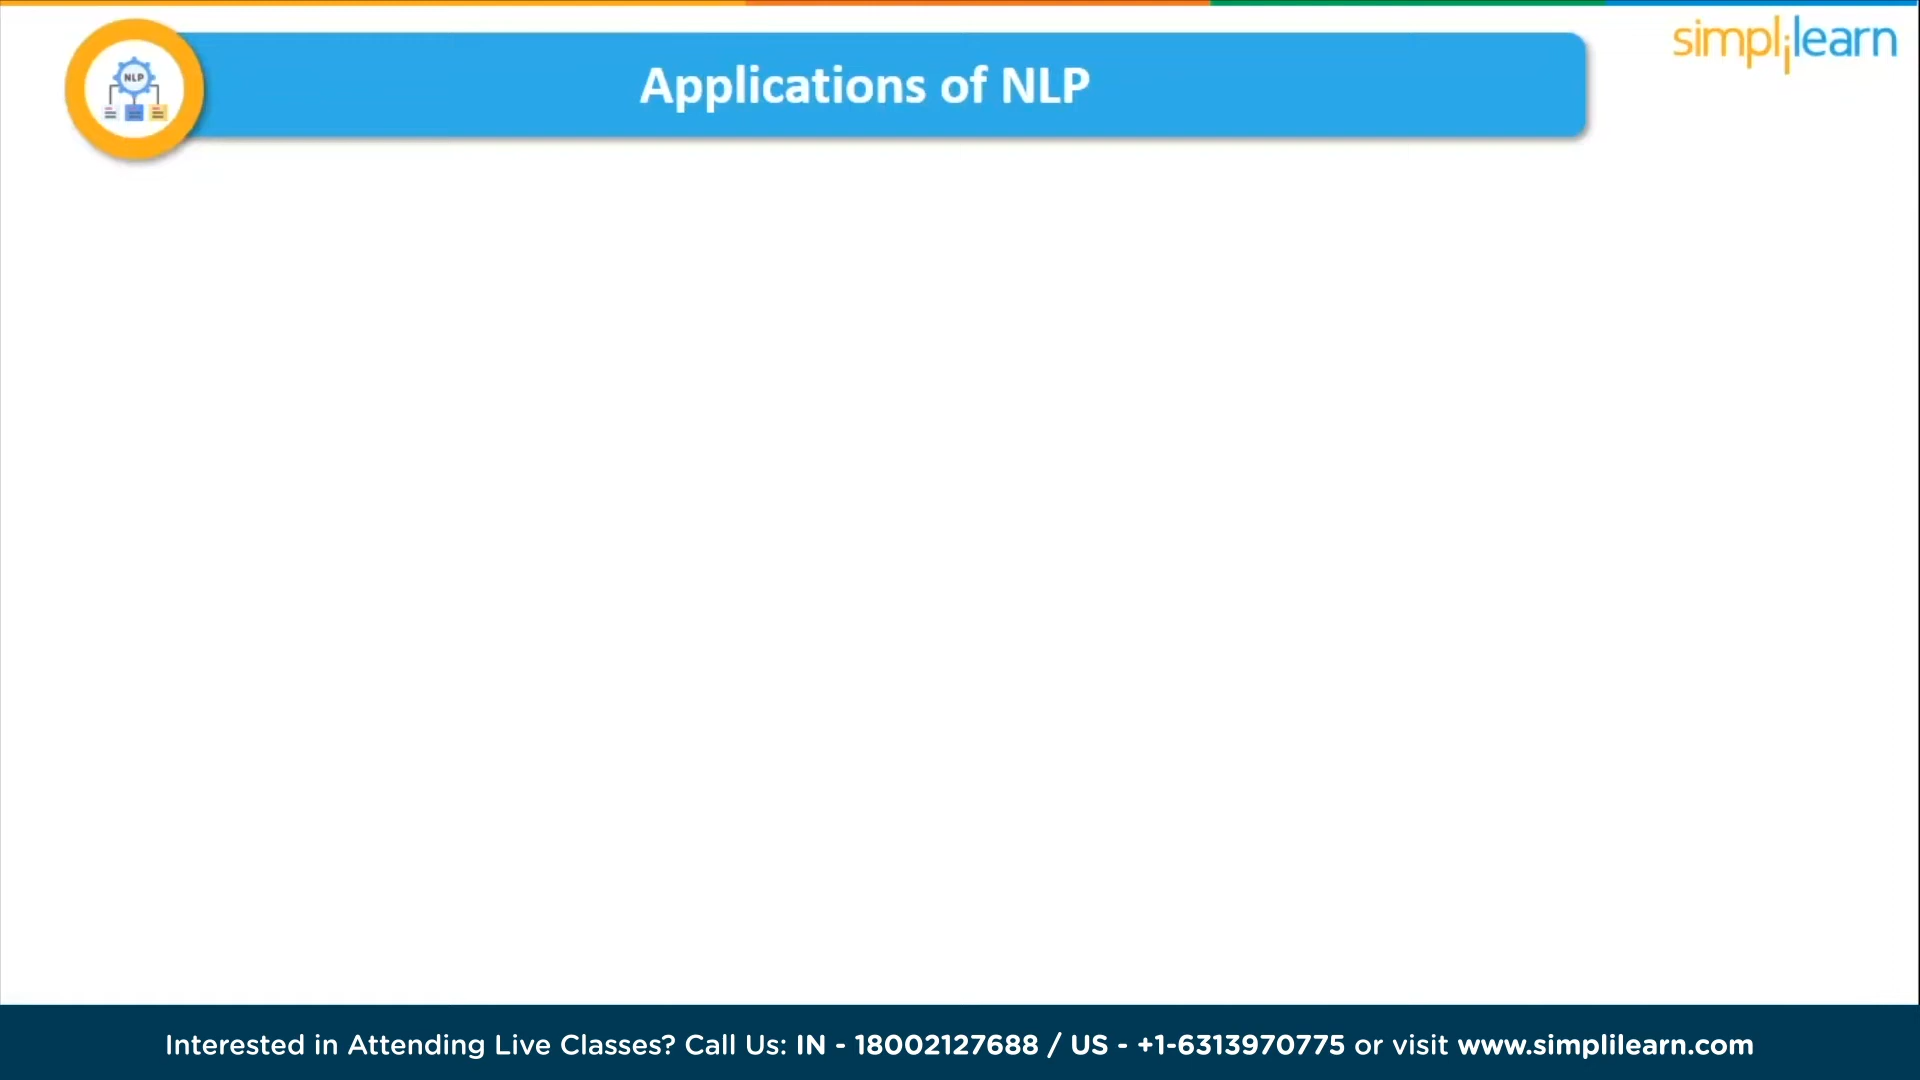 NLP
Applications of NLP
simplilearn
Interested in Attending Live Classes? Call Us: IN - 18002127688 / US - +1-6313970775 or visit www.simplilearn.com